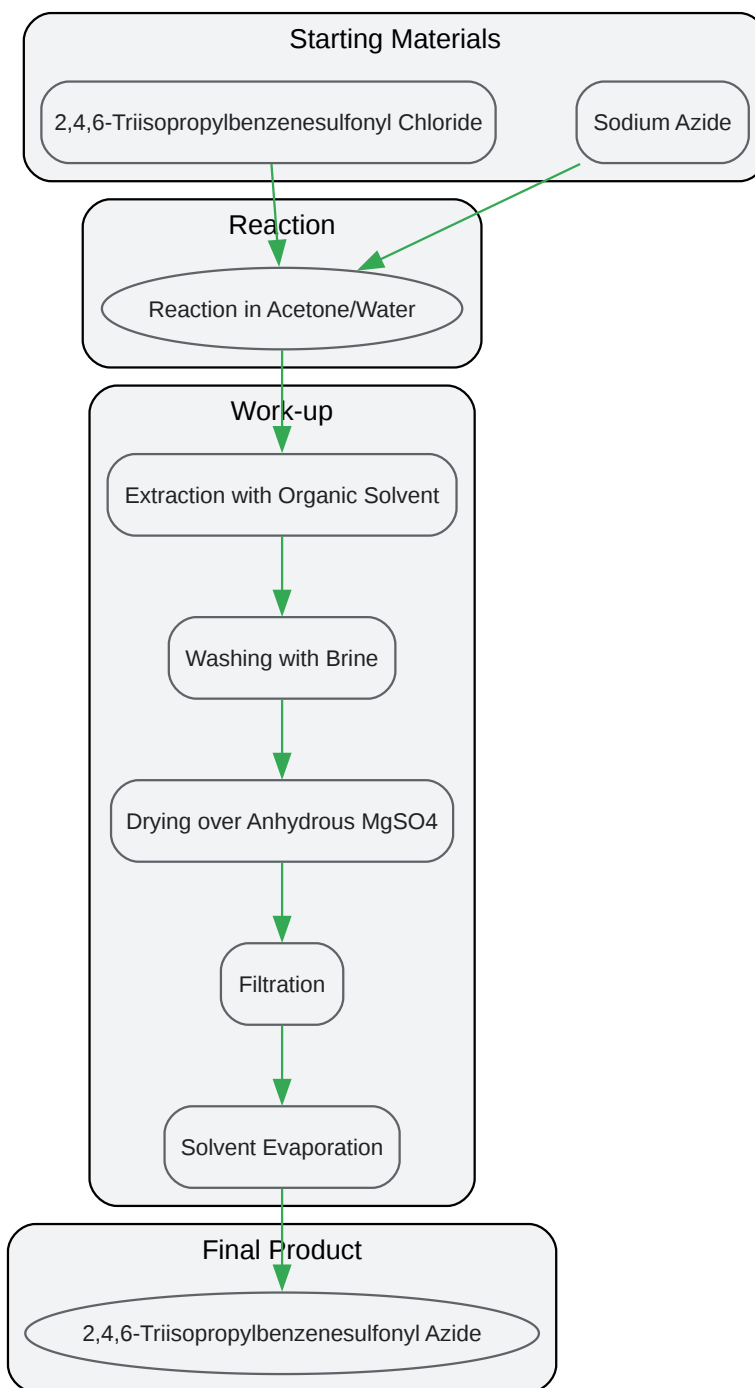 Starting Materials
2,4,6-Triisopropylbenzenesulfonyl Chloride
Sodium Azide
Reaction
Reaction in Acetone/Water
Work-up
Extraction with Organic Solvent
Washing with Brine
Drying over Anhydrous MgSO4
Filtration
Solvent Evaporation
Final Product
2,4,6-Triisopropylbenzenesulfonyl Azide